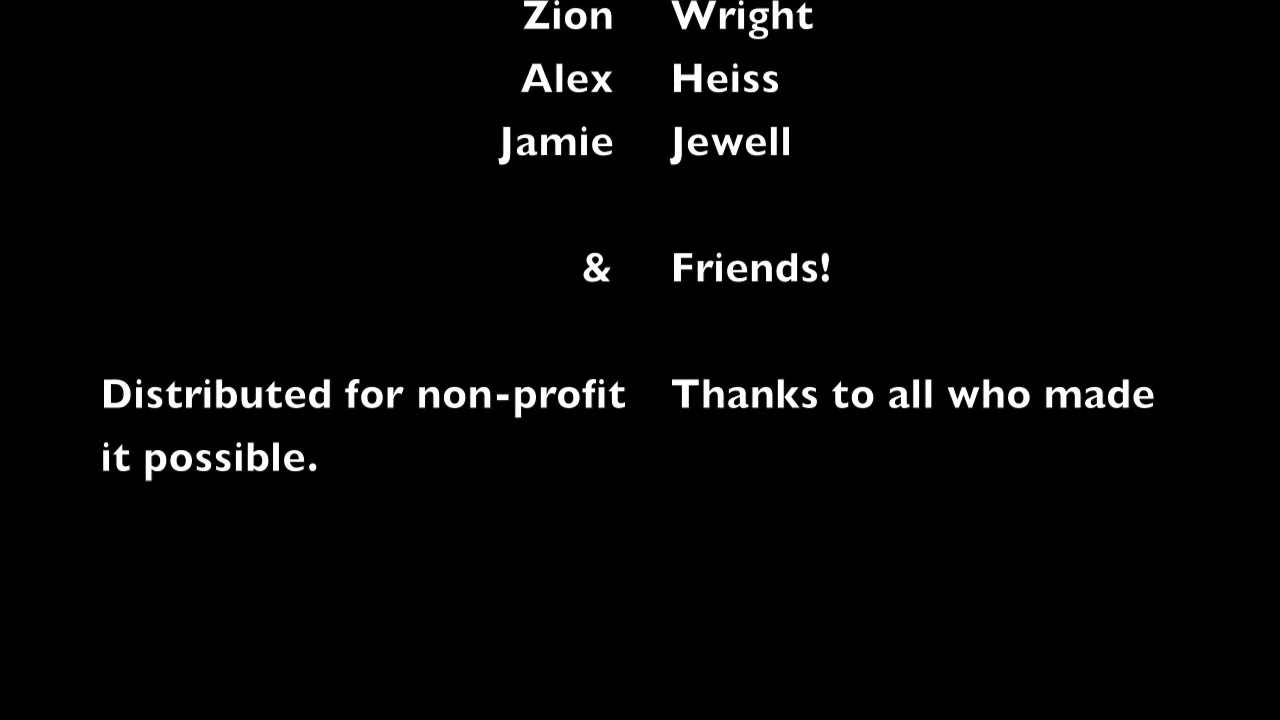 Zion Wright
Alex Heiss
Jamie Jewell
& Friends!
Distributed for non-profit Thanks to all who made
it possible.